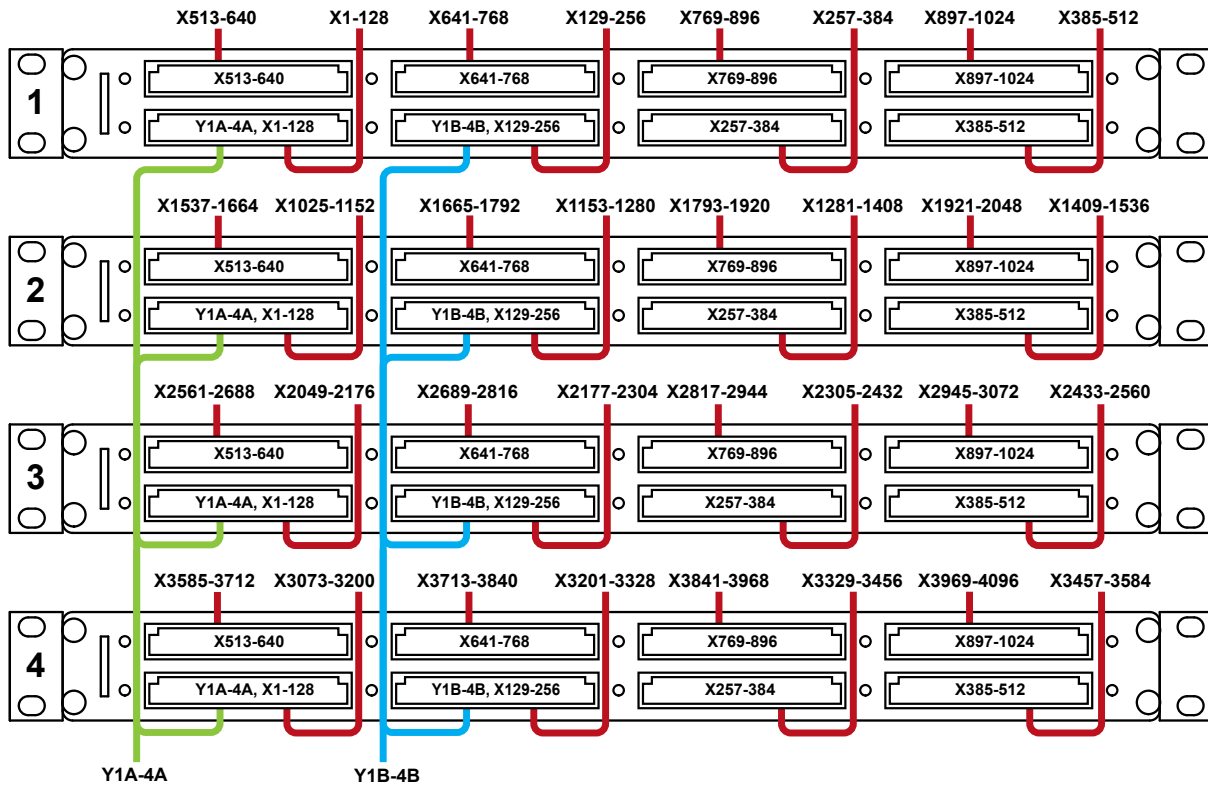 X513-640 X1-128 X641-768 X129-256 X769-896 X257-384 X897-1024 X385-512
X513-640 X641-768 X769-896 X897-1024
1
Y1A-4A, X1-128 Y1B-4B, X129-256 X257-384 X385-512
X1537-1664 X1025-1152 X1665-1792 X1153-1280 X1793-1920 X1281-1408 X1921-2048 X1409-1536
X513-640 X641-768 X769-896 X897-1024
2
Y1A-4A, X1-128 Y1B-4B, X129-256 X257-384 X385-512
X2561-2688 X2049-2176 X2689-2816 X2177-2304 X2817-2944 X2305-2432 X2945-3072 X2433-2560
X513-640 X641-768 X769-896 X897-1024
3
Y1A-4A, X1-128 Y1B-4B, X129-256 X257-384 X385-512
X3585-3712 X3073-3200 X3713-3840 X3201-3328 X3841-3968 X3329-3456 X3969-4096 X3457-3584
X513-640 X641-768 X769-896 X897-1024
4
Y1A-4A, X1-128 Y1B-4B, X129-256 X257-384 X385-512
Y1A-4A Y1B-4B